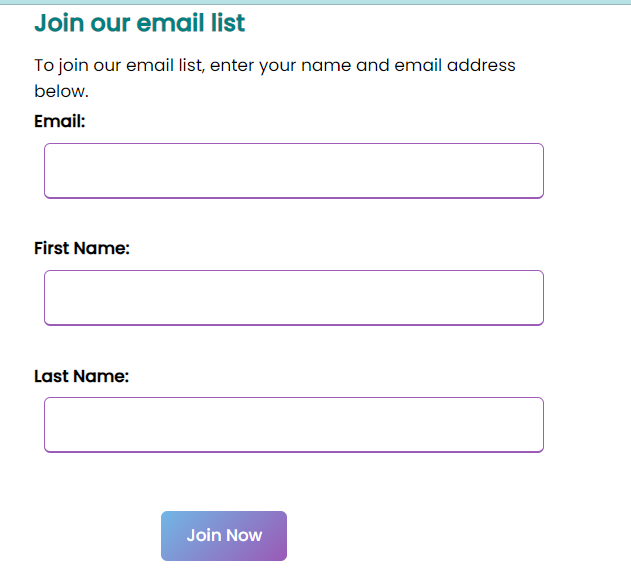 Join our email list
To join our email list, enter your name and email address
below.
Email:
First Name:
Last Name:
Join Now